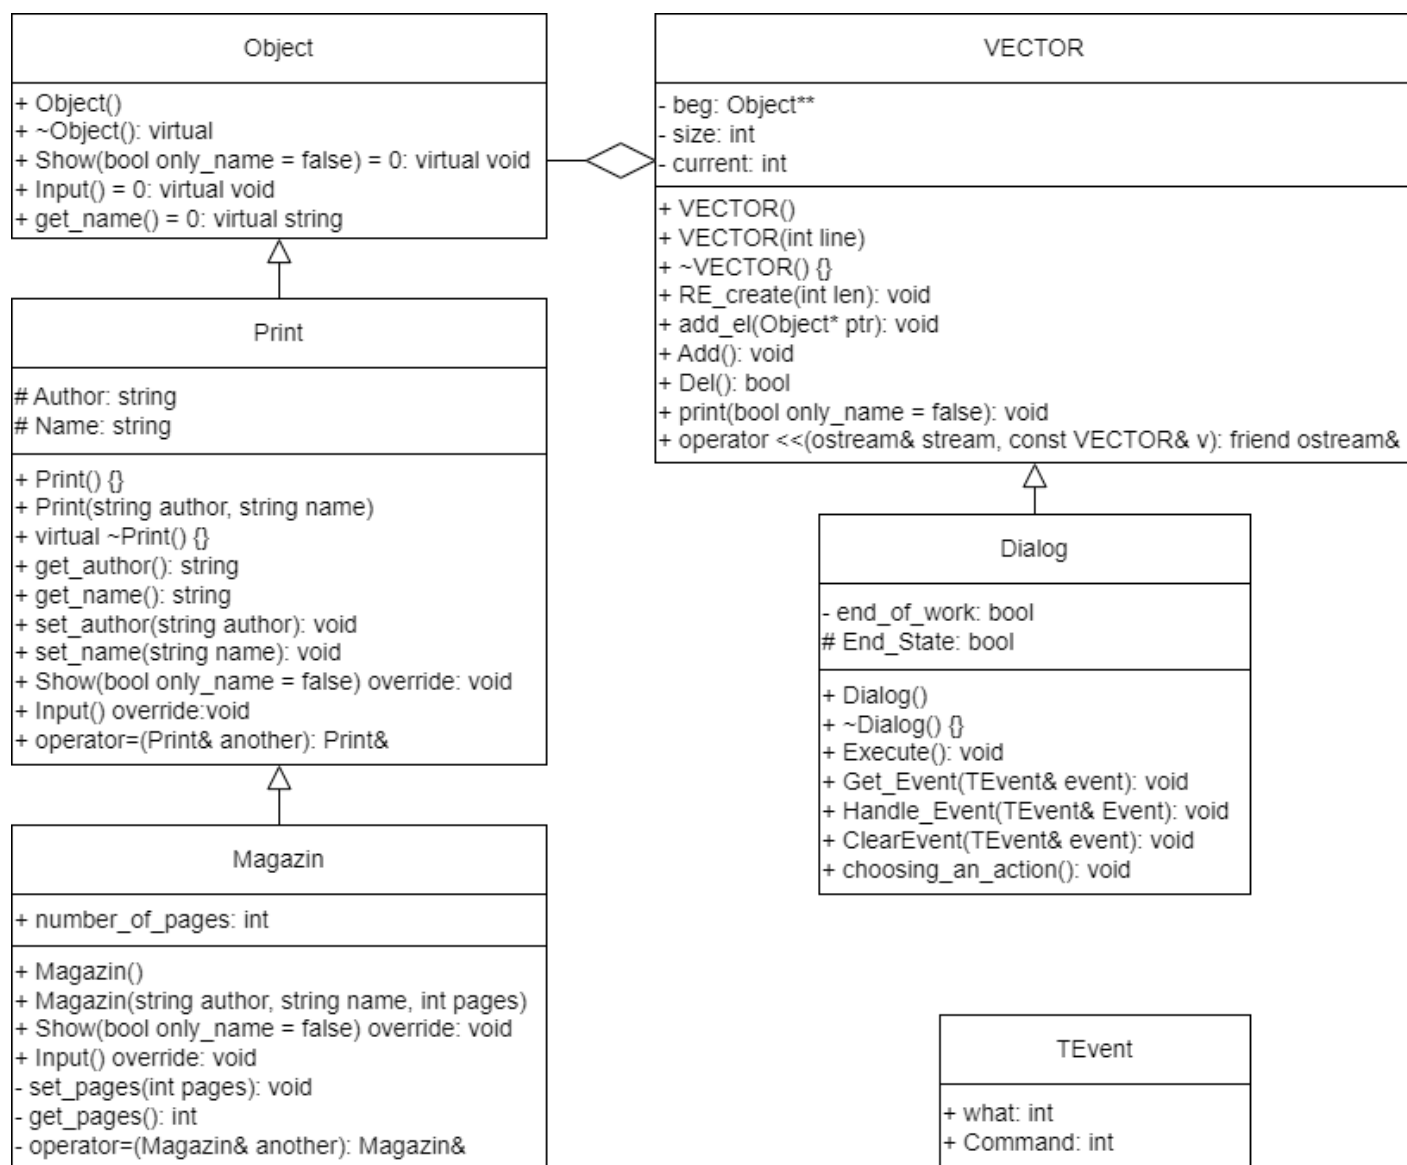 Object
+ Object()
+ ~Object(): virtual
+ Show(bool only_name = false) = 0: virtual void
+ Input() = 0: virtual void
+ get_name() = 0: virtual string
Print
# Author: string
# Name: string
+ Print() {}
+ Print(string author, string name)
+ virtual ~Print() {}
+ get_author(): string
+ get_name(): string
+ set_author(string author): void
+ set_name(string name): void
+ Show(bool only_name = false) override: void
+ Input() override:void
+ operator=(Print& another): Print&
Magazin
+ number_of_pages: int
+ Magazin()
+ Magazin(string author, string name, int pages)
+ Show(bool only_name = false) override: void
+ Input() override: void
- set_pages(int pages): void
- get_pages(): int
- operator=(Magazin& another): Magazin&
VECTOR
- beg: Object**
- size: int
- current: int
+ VECTOR()
+ VECTOR(int line)
+ ~VECTOR() {}
+ RE_create(int len): void
+ add_el(Object* ptr): void
+ Add(): void
+ Del(): bool
+ print(bool only_name = false): void
+ operator <<(ostream& stream, const VECTOR& v): friend ostream&
Dialog
- end_of_work: bool
# End_State: bool
+ Dialog()
+ ~Dialog() {}
+ Execute(): void
+ Get_Event(TEvent& event): void
+ Handle_Event(TEvent& Event): void
+ ClearEvent(TEvent& event): void
+ choosing_an_action(): void
TEvent
+ what: int
+ Command: int